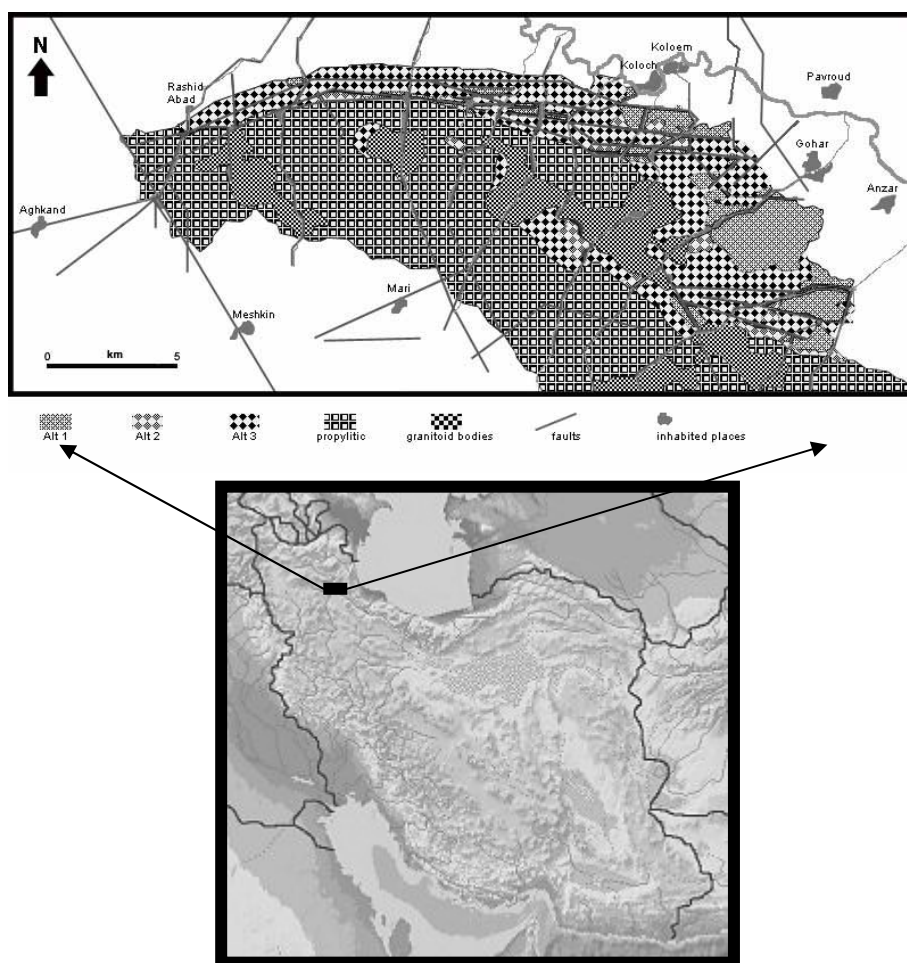 N
Koloem
Koloch
Rashid
Abad
Pavroud
Gohar
Anzar
Aghkand
Mari
Meshkin
0 km 5
Alt 1 Alt 2 Alt 3 propylitic granitoid bodies faults inhabited places